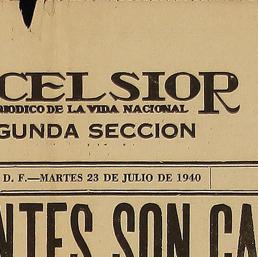 CELSIOR
RIODICO DE LA VIDA NACIONAL
GUNDA SECCION
D. F.—MARTES 23 DE JULIO DE 1940
NTES SON CA